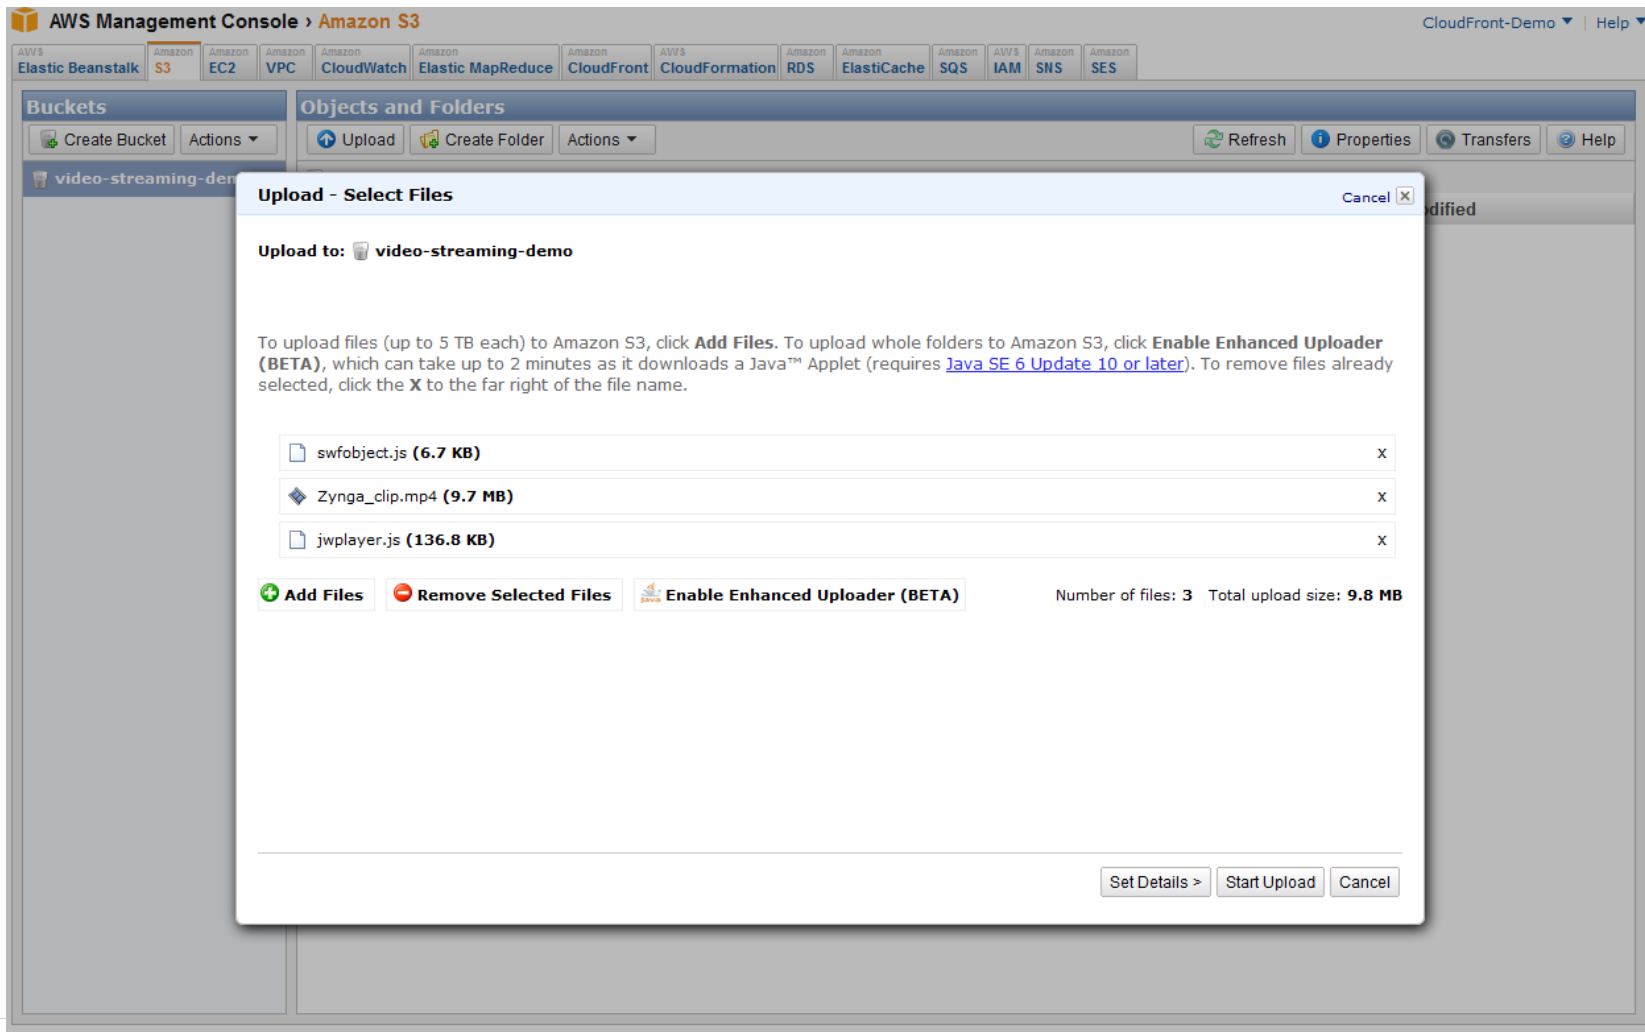 AWS Management Console › Amazon S3
CloudFront-Demo | Help
AWS Elastic Beanstalk
Amazon S3
Amazon EC2
Amazon VPC
Amazon CloudWatch
Amazon Elastic MapReduce
Amazon CloudFront
AWS CloudFormation
Amazon RDS
Amazon ElastiCache
Amazon SQS
AWS IAM
Amazon SNS
Amazon SES
Buckets
Objects and Folders
Create Bucket Actions
Upload Create Folder Actions
Refresh Properties Transfers Help
video-streaming-den
Upload - Select Files
Cancel
dified
Upload to: video-streaming-demo
To upload files (up to 5 TB each) to Amazon S3, click Add Files. To upload whole folders to Amazon S3, click Enable Enhanced Uploader
(BETA), which can take up to 2 minutes as it downloads a Java™ Applet (requires Java SE 6 Update 10 or later). To remove files already
selected, click the X to the far right of the file name.
swfobject.js (6.7 KB) x
Zynga_clip.mp4 (9.7 MB) x
jwplayer.js (136.8 KB) x
Add Files Remove Selected Files Enable Enhanced Uploader (BETA) Number of files: 3 Total upload size: 9.8 MB
Set Details > Start Upload Cancel